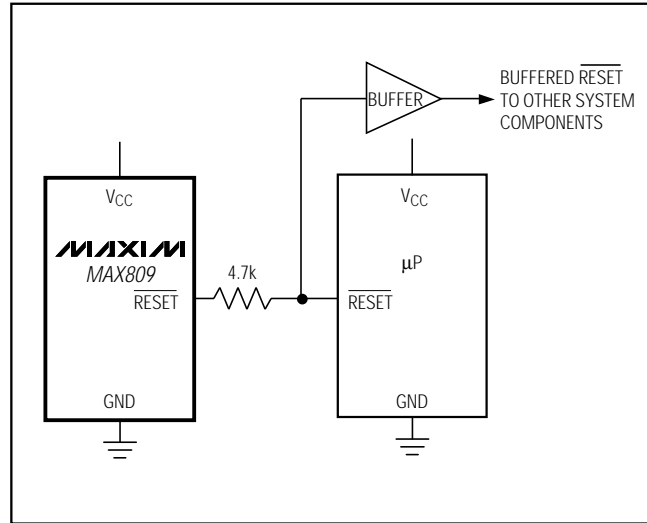 BUFFER
BUFFERED RESET
TO OTHER SYSTEM
COMPONENTS
VCC
MAXIM
MAX809
RESET
GND
4.7k
VCC
μP
RESET
GND